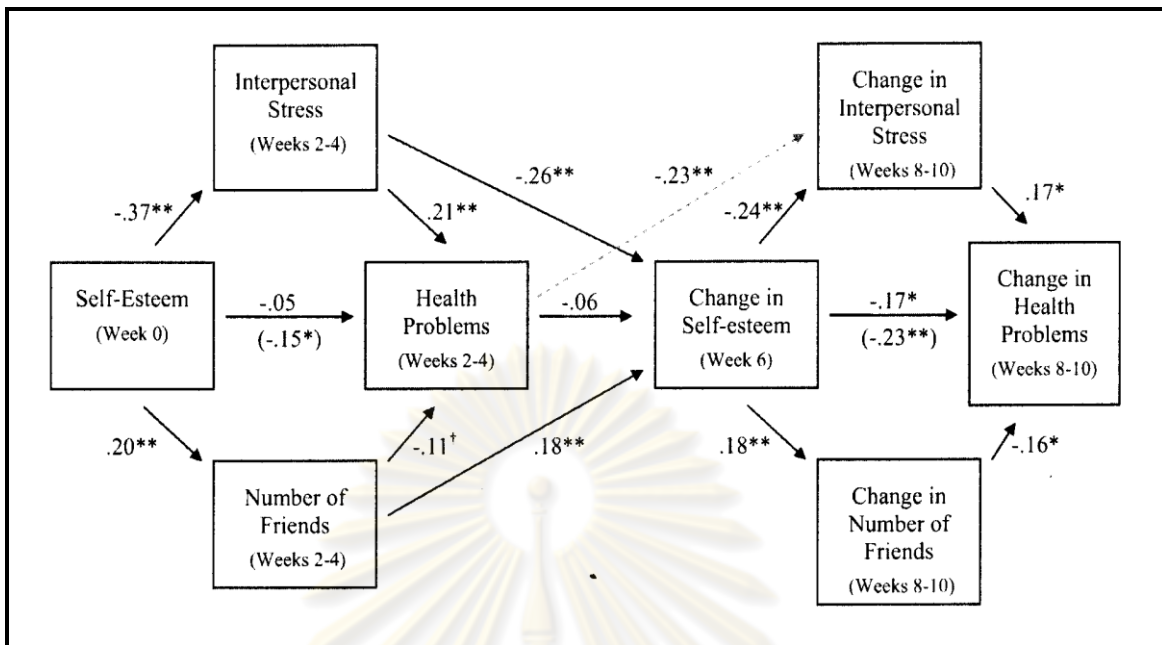 Interpersonal
Stress
(Weeks 2-4)
Change in
Interpersonal
Stress
(Weeks 8-10)
-.37**
.21**
-.26**
-.23**
-.24**
.17*
Self-Esteem
(Week 0)
-.05
(-.15*)
Health
Problems
(Weeks 2-4)
-.06
Change in
Self-esteem
(Week 6)
-.17*
(-.23**)
Change in
Health
Problems
(Weeks 8-10)
.20**
-.11†
.18**
.18**
-.16*
Number of
Friends
(Weeks 2-4)
Change in
Number of
Friends
(Weeks 8-10)